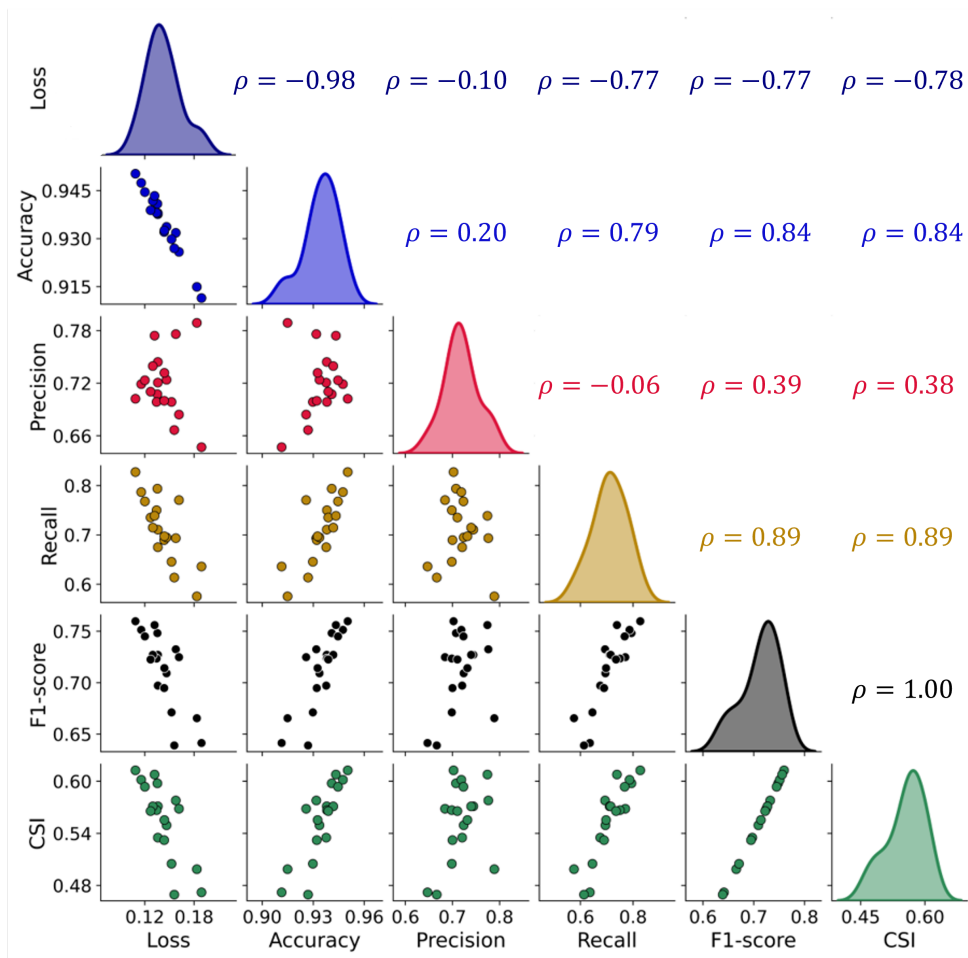 Loss
ρ = −0.98 ρ = −0.10 ρ = −0.77 ρ = −0.77 ρ = −0.78
Accuracy
0.945
0.930
0.915
ρ = 0.20 ρ = 0.79 ρ = 0.84 ρ = 0.84
Precision
0.78
0.72
0.66
ρ = −0.06 ρ = 0.39 ρ = 0.38
Recall
0.8
0.7
0.6
ρ = 0.89 ρ = 0.89
F1-score
0.75
0.70
0.65
ρ = 1.00
CSI
0.60
0.54
0.48
0.12 0.18 0.90 0.93 0.96 0.6 0.7 0.8 0.6 0.8 0.6 0.7 0.8 0.45 0.60
Loss Accuracy Precision Recall F1-score CSI